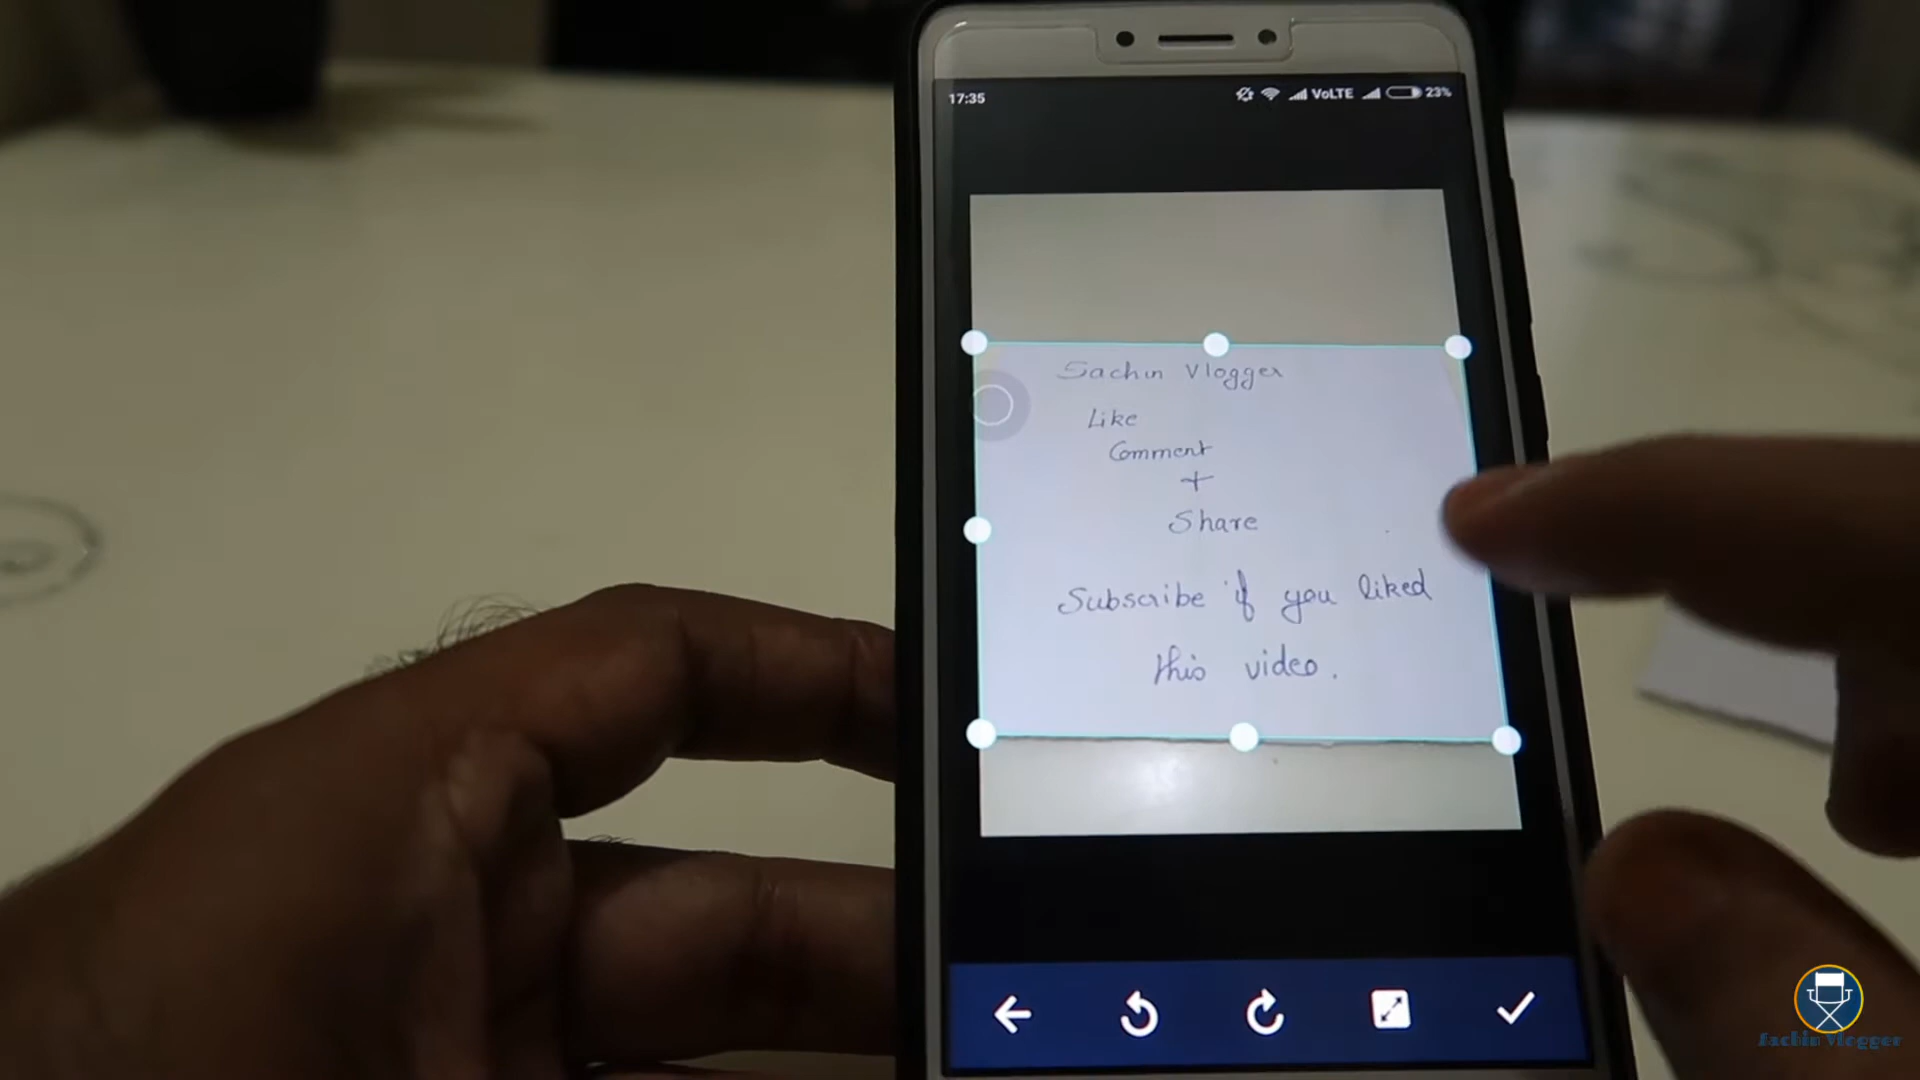 17:35 VoLTE 23%
Sachin Vlogger
Like
Comment
+
Share
Subscribe if you liked
this video.
Sachin Vlogger